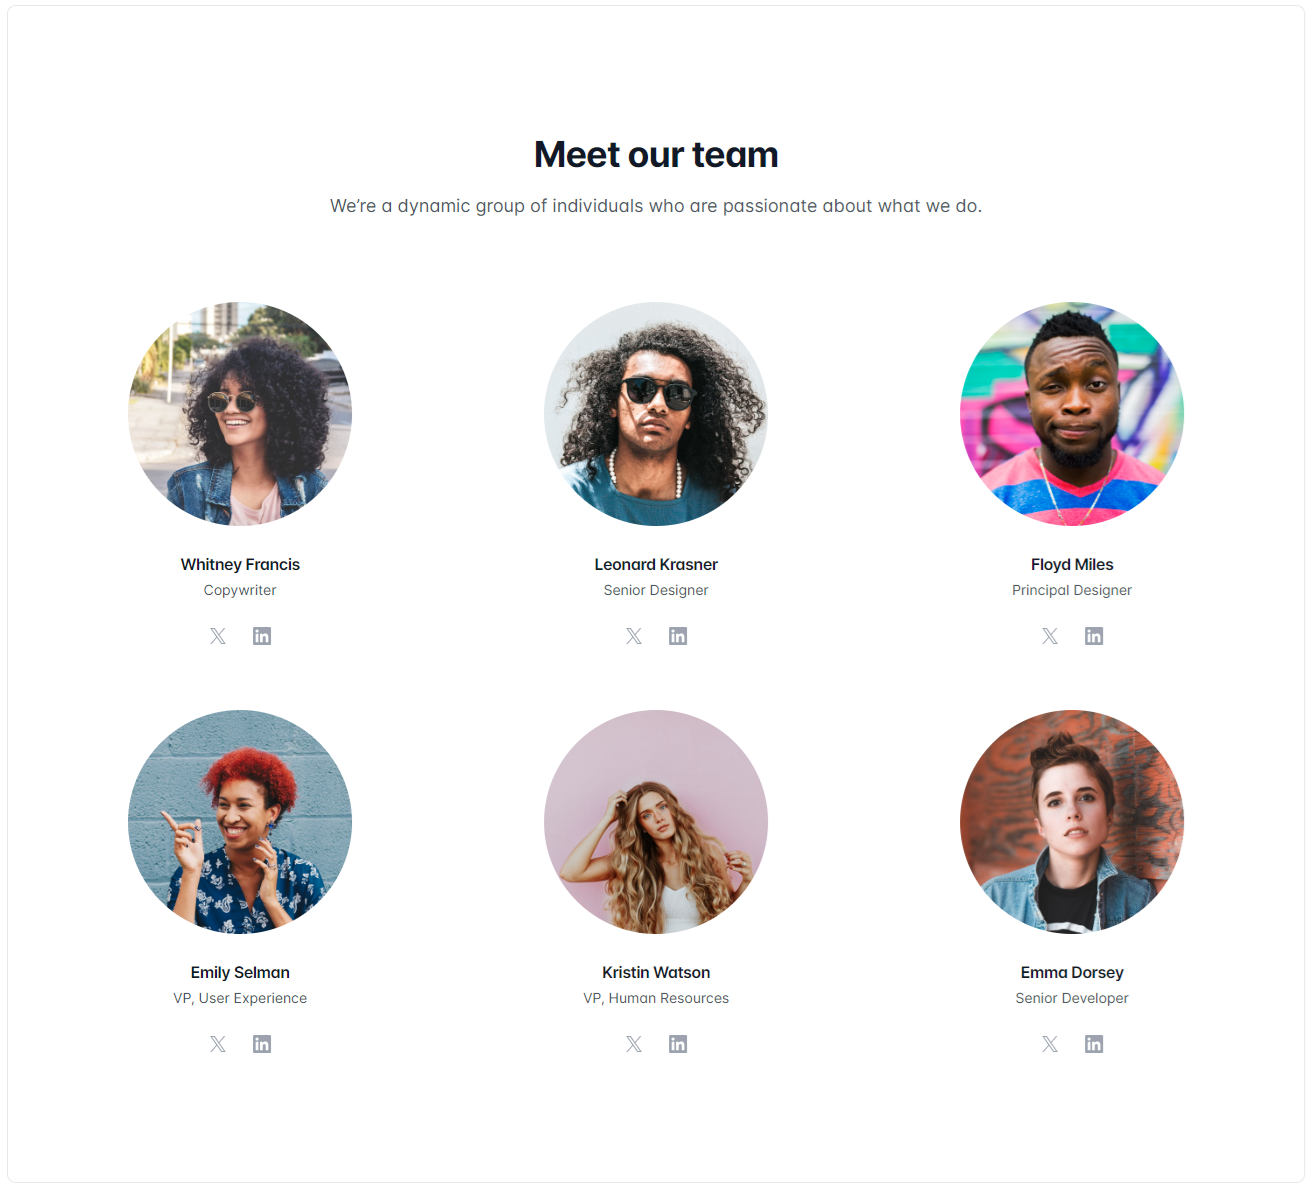 Meet our team
We’re a dynamic group of individuals who are passionate about what we do.
Whitney Francis
Copywriter
Leonard Krasner
Senior Designer
Floyd Miles
Principal Designer
Emily Selman
VP, User Experience
Kristin Watson
VP, Human Resources
Emma Dorsey
Senior Developer